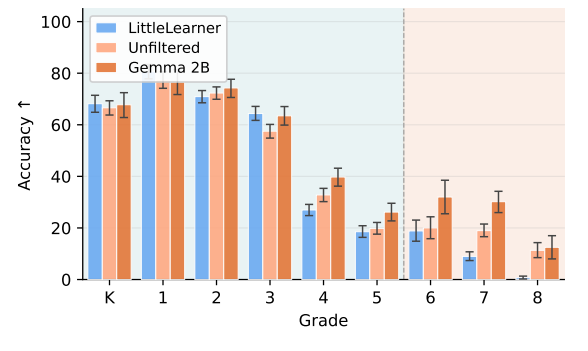 100
80
60
40
20
0
Accuracy ↑
LittleLearner
Unfiltered
Gemma 2B
K 1 2 3 4 5 6 7 8
Grade